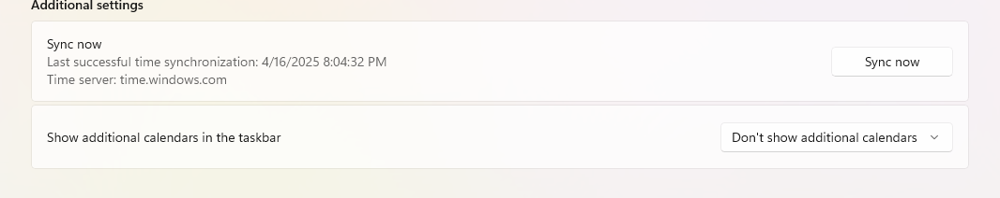 Additional settings
Sync now
Last successful time synchronization: 4/16/2025 8:04:32 PM
Time server: time.windows.com
Sync now
Show additional calendars in the taskbar
Don't show additional calendars